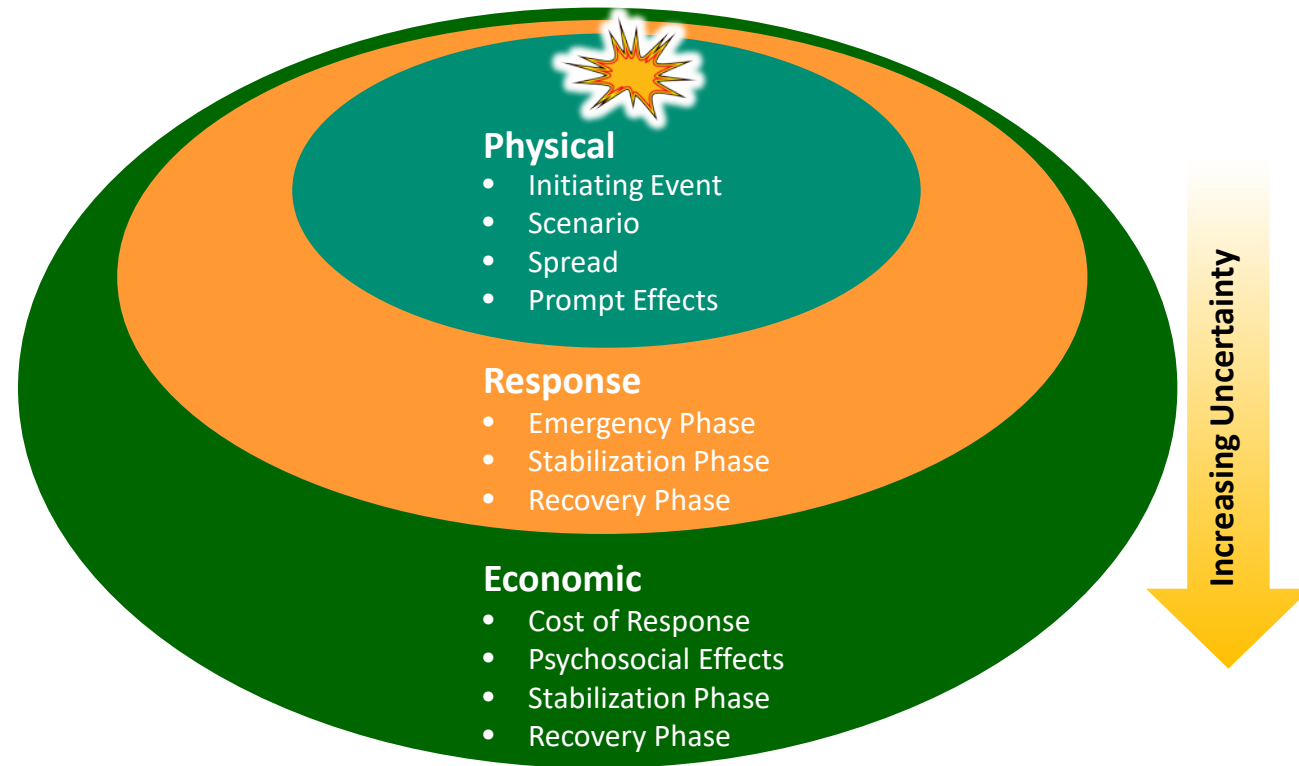 Physical
• Initiating Event
• Scenario
• Spread
• Prompt Effects
Response
• Emergency Phase
• Stabilization Phase
• Recovery Phase
Economic
• Cost of Response
• Psychosocial Effects
• Stabilization Phase
• Recovery Phase
Increasing Uncertainty